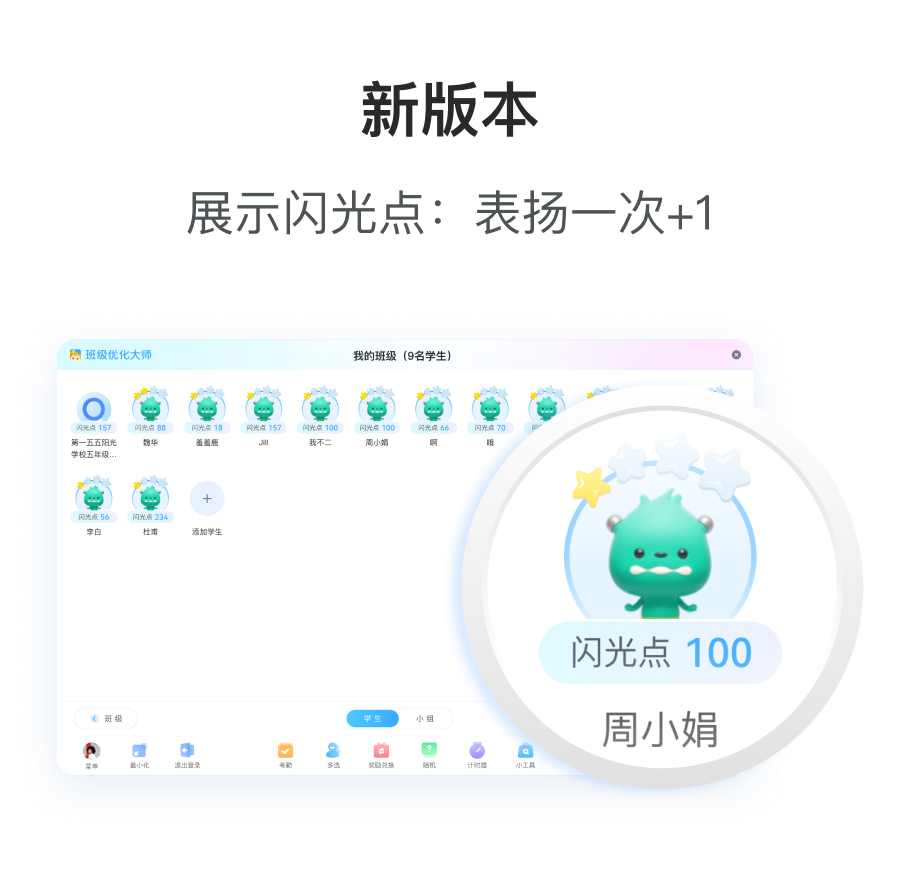 新版本
展示闪光点：表扬一次+1
班级优化大师
我的班级（9名学生）
闪光点 157
闪光点 88
闪光点 18
闪光点 157
闪光点 100
闪光点 100
闪光点 66
闪光点 70
第一五五阳光
学校五年级...
魏华
羞羞鹿
Jill
我不二
周小娟
啊
哦
闪光点 56
闪光点 234
李白
杜甫
添加学生
闪光点 100
周小娟
班级
学生
小组
菜单
最小化
退出登录
考勤
多选
奖励兑换
随机
计时器
小工具